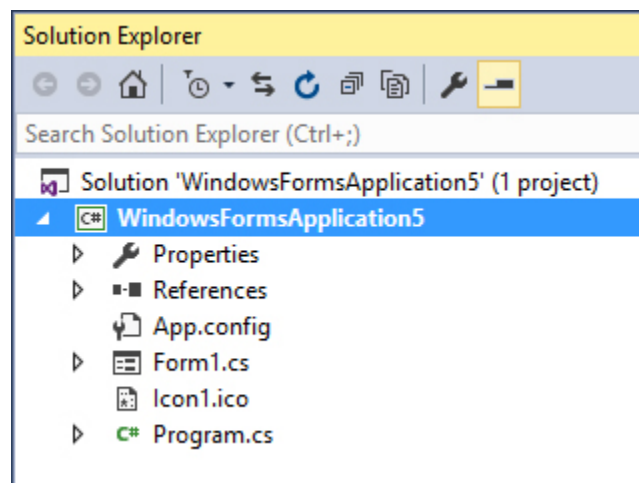 Solution Explorer
Search Solution Explorer (Ctrl+;)
Solution 'WindowsFormsApplication5' (1 project)
C# WindowsFormsApplication5
Properties
References
App.config
Form1.cs
Icon1.ico
C# Program.cs